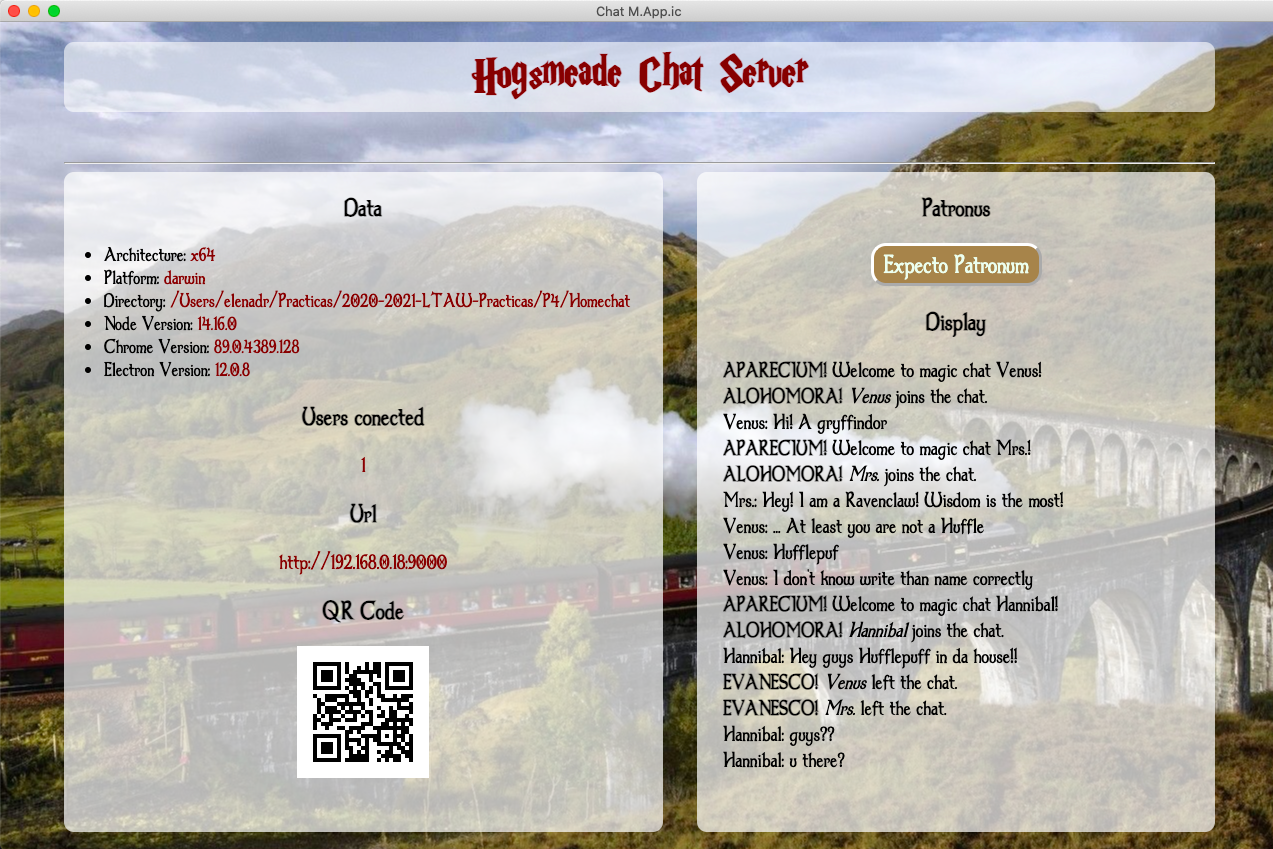 Chat M.App.ic
Hogsmeade Chat Server
Data
Architecture: x64
Platform: darwin
Directory: /Users/elenadr/Practicas/2020-2021-LTAW-Practicas/P4/Homechat
Node Version: 14.16.0
Chrome Version: 89.0.4389.128
Electron Version: 12.0.8
Users conected
1
Url
http://192.168.0.18:9000
QR Code
Patronus
Expecto Patronum
Display
APARECIUM! Welcome to magic chat Venus!
ALOHOMORA! Venus joins the chat.
Venus: Hi! A gryffindor
APARECIUM! Welcome to magic chat Mrs.!
ALOHOMORA! Mrs. joins the chat.
Mrs.: Hey! I am a Ravenclaw! Wisdom is the most!
Venus: ... At least you are not a Huffle
Venus: Hufflepuf
Venus: I don't know write than name correctly
APARECIUM! Welcome to magic chat Hannibal!
ALOHOMORA! Hannibal joins the chat.
Hannibal: Hey guys Hufflepuff in da house!!
EVANESCO! Venus left the chat.
EVANESCO! Mrs. left the chat.
Hannibal: guys??
Hannibal: u there?